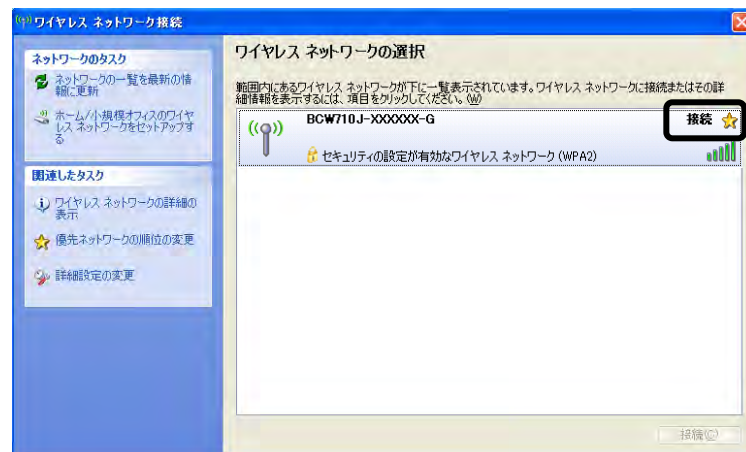 ワイヤレス ネットワーク接続
ネットワークのタスク
ネットワークの一覧を最新の情
報に更新
ホーム/小規模オフィスのワイヤ
レス ネットワークをセットアップす
る
関連したタスク
ワイヤレス ネットワークの詳細の
表示
優先ネットワークの順位の変更
詳細設定の変更
ワイヤレス ネットワークの選択
範囲内にあるワイヤレス ネットワークが下に一覧表示されています。ワイヤレス ネットワークに接続またはその詳
細情報を表示するには、項目をクリックしてください。(W)
BCW710J-XXXXXX-G
接続
セキュリティの設定が有効なワイヤレス ネットワーク (WPA2)
接続(C)